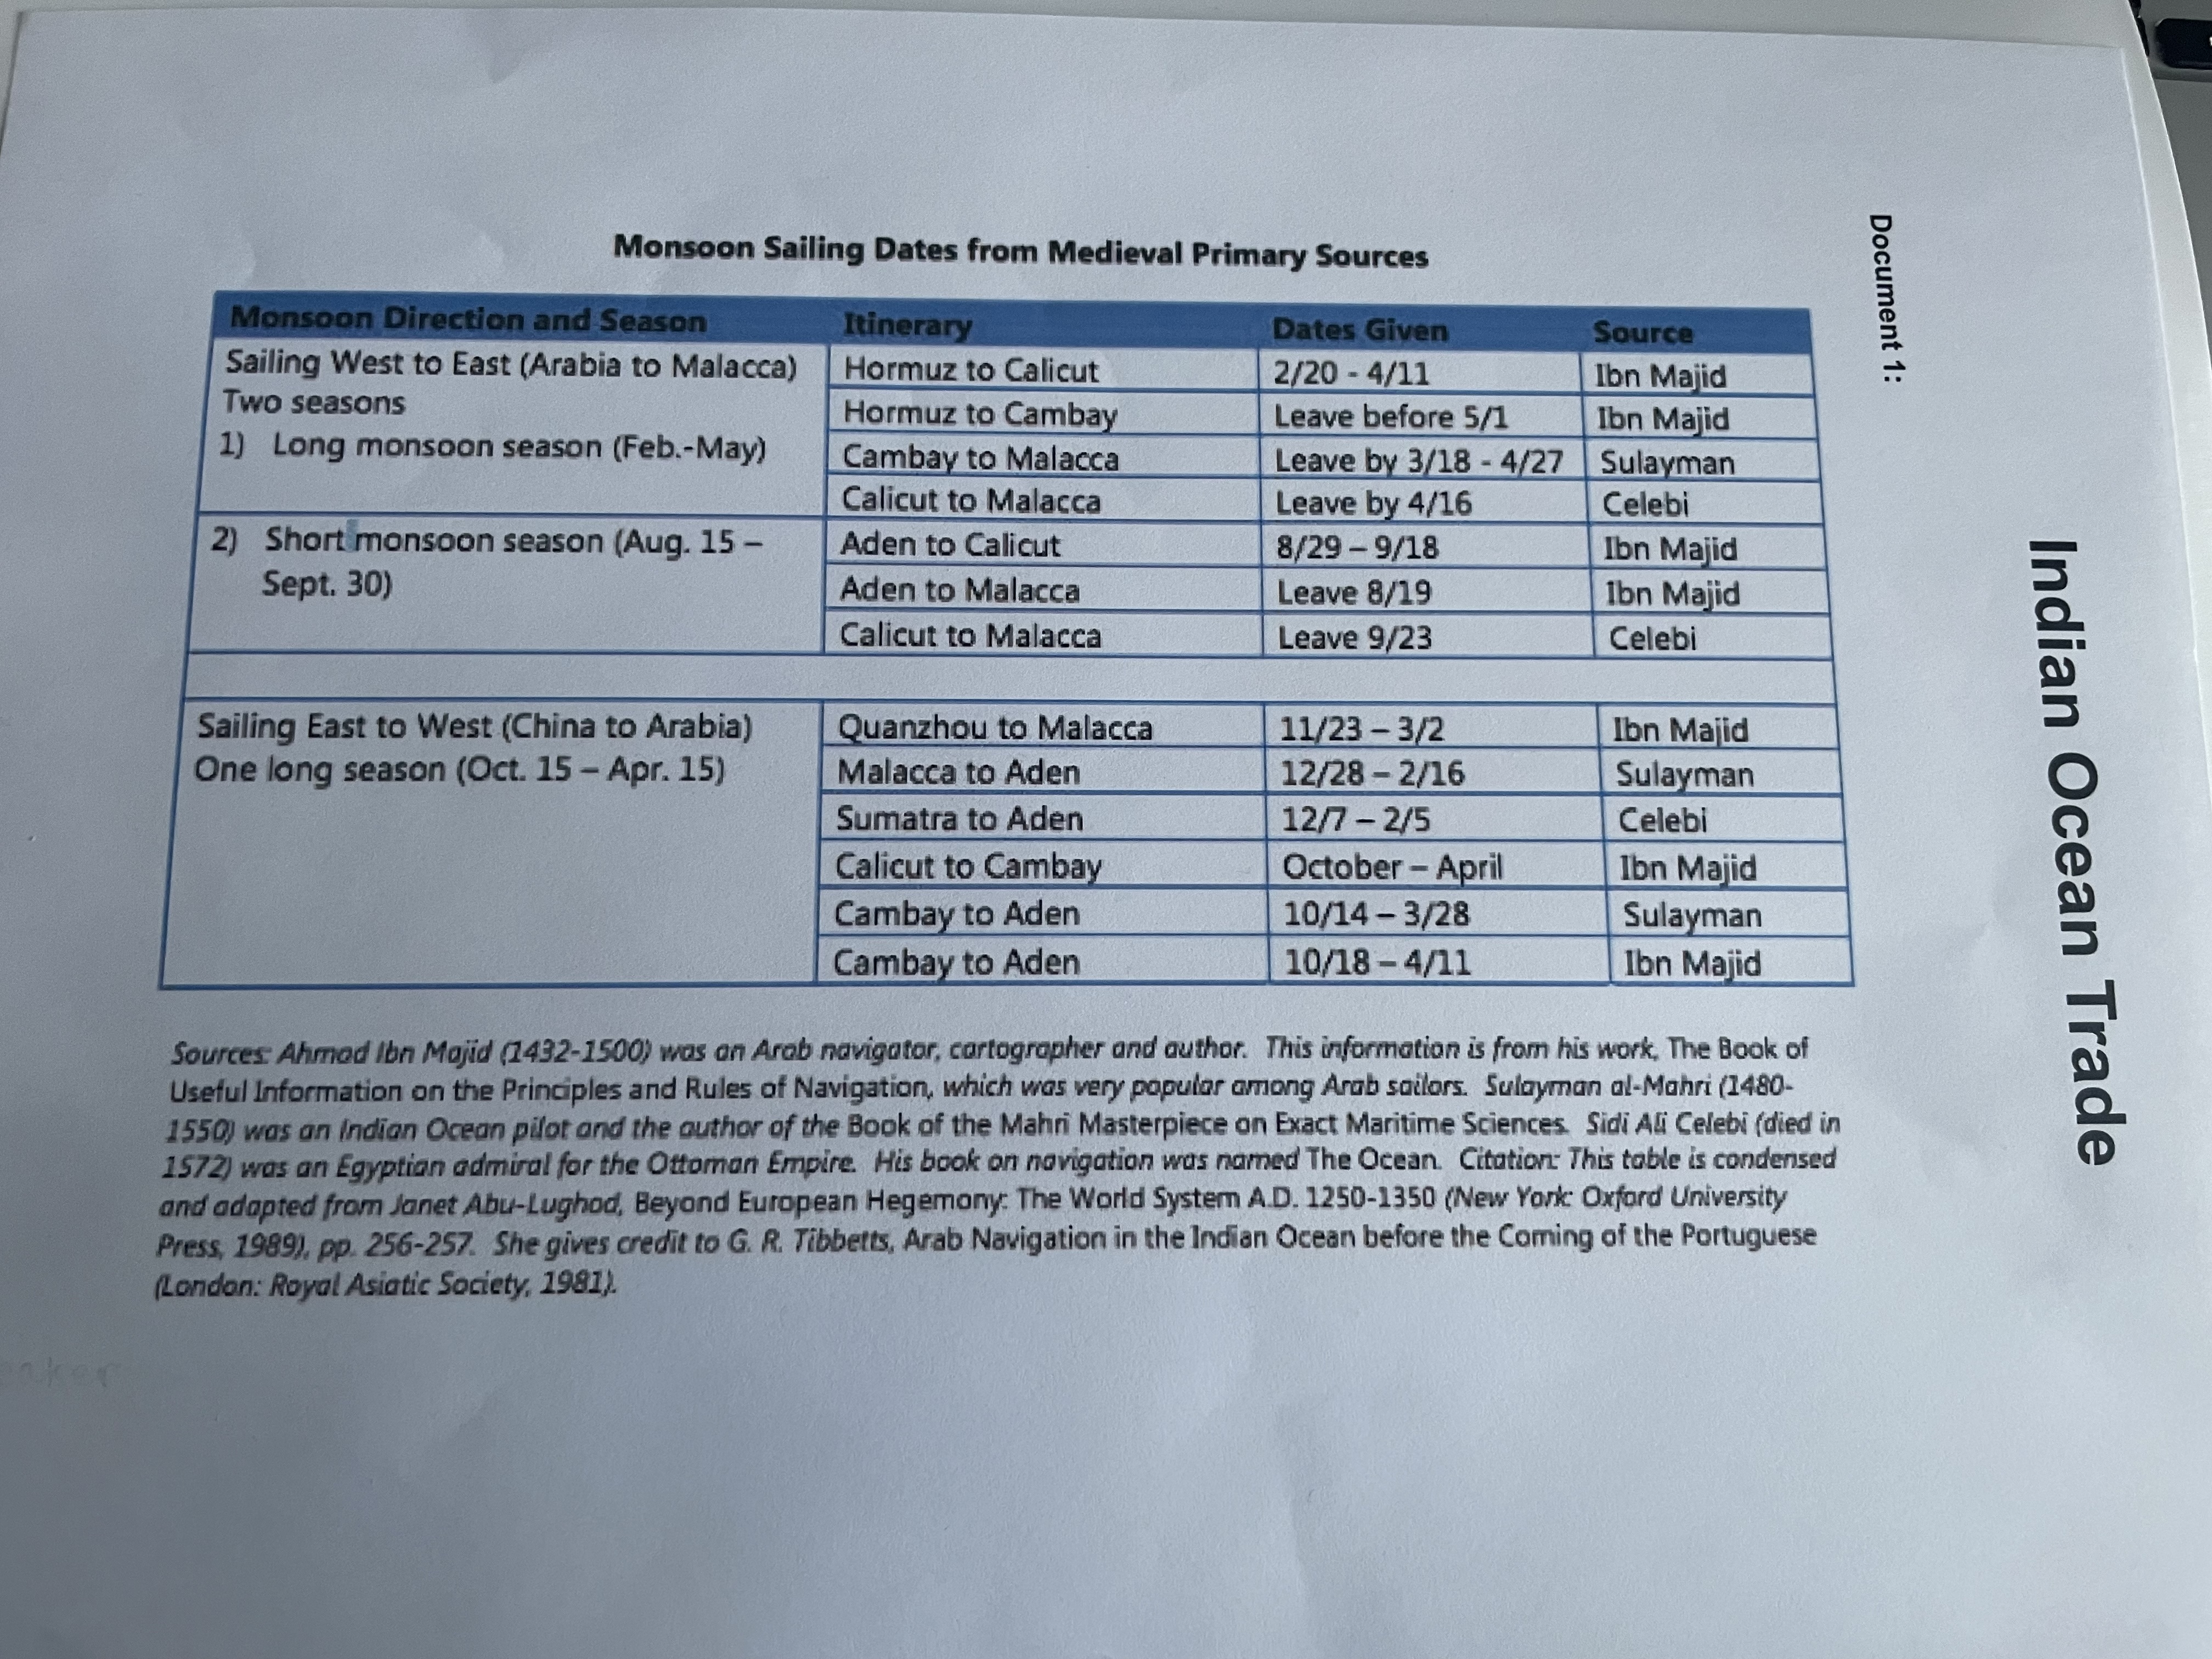 Indian Ocean Trade
Document 1:
Monsoon Sailing Dates from Medieval Primary Sources
Monsoon Direction and Season Itinerary Dates Given Source
Sailing West to East (Arabia to Malacca) Hormuz to Calicut 2/20 - 4/11 Ibn Majid
Two seasons Hormuz to Cambay Leave before 5/1 Ibn Majid
1) Long monsoon season (Feb.-May) Cambay to Malacca Leave by 3/18 - 4/27 Sulayman
Calicut to Malacca Leave by 4/16 Celebi
2) Short monsoon season (Aug. 15 – Aden to Calicut 8/29 – 9/18 Ibn Majid
Sept. 30) Aden to Malacca Leave 8/19 Ibn Majid
Calicut to Malacca Leave 9/23 Celebi
Sailing East to West (China to Arabia) Quanzhou to Malacca 11/23 – 3/2 Ibn Majid
One long season (Oct. 15 – Apr. 15) Malacca to Aden 12/28 – 2/16 Sulayman
Sumatra to Aden 12/7 – 2/5 Celebi
Calicut to Cambay October – April Ibn Majid
Cambay to Aden 10/14 – 3/28 Sulayman
Cambay to Aden 10/18 – 4/11 Ibn Majid
Sources: Ahmad Ibn Majid (1432-1500) was an Arab navigator, cartographer and author. This information is from his work, The Book of
Useful Information on the Principles and Rules of Navigation, which was very popular among Arab sailors. Sulayman al-Mahri (1480-
1550) was an Indian Ocean pilot and the author of the Book of the Mahri Masterpiece on Exact Maritime Sciences. Sidi Ali Celebi (died in
1572) was an Egyptian admiral for the Ottoman Empire. His book on navigation was named The Ocean. Citation: This table is condensed
and adapted from Janet Abu-Lughod, Beyond European Hegemony: The World System A.D. 1250-1350 (New York: Oxford University
Press, 1989), pp. 256-257. She gives credit to G. R. Tibbetts, Arab Navigation in the Indian Ocean before the Coming of the Portuguese
(London: Royal Asiatic Society, 1981).